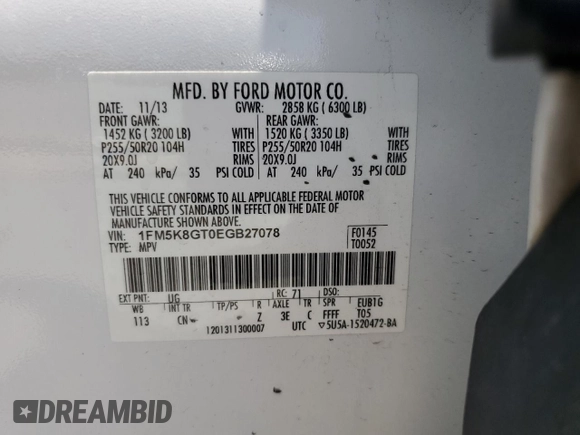 MFD. BY FORD MOTOR CO.
DATE: 11/13 GVWR: 2858 KG ( 6300 LB)
FRONT GAWR: REAR GAWR:
1452 KG ( 3200 LB) WITH 1520 KG ( 3350 LB) WITH
P255/50R20 104H TIRES P255/50R20 104H TIRES
20X9.0J RIMS 20X9.0J RIMS
AT 240 kPa/ 35 PSI COLD AT 240 kPa/ 35 PSI COLD
THIS VEHICLE CONFORMS TO ALL APPLICABLE FEDERAL MOTOR
VEHICLE SAFETY STANDARDS IN EFFECT ON THE DATE OF
MANUFACTURE SHOWN ABOVE.
VIN: 1FM5K8GT0EGB27078 F0145
TYPE: MPV T0052
EXT PNT: UG RC: 71 DSO:
WB INT TR TP/PS R AXLE TR SPR EUB1G
113 CN Z 3E C FFFF T05
1201311300007 UTC 5U5A-1520472-BA
DREAMBID